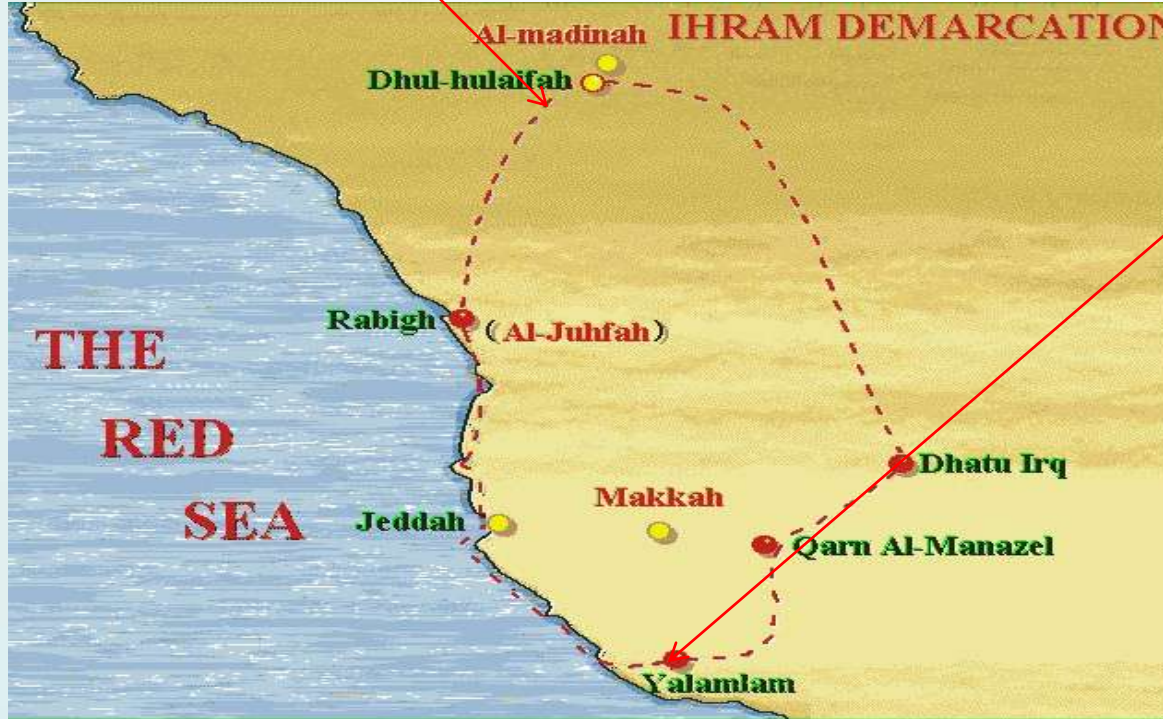 Al-madinah IHRAM DEMARCATION
Dhul-hulaifah
Rabigh (Al-Juhfah)
THE
RED
SEA
Dhatu Irq
Makkah
Jeddah
Qarn Al-Manazel
Yalamlam